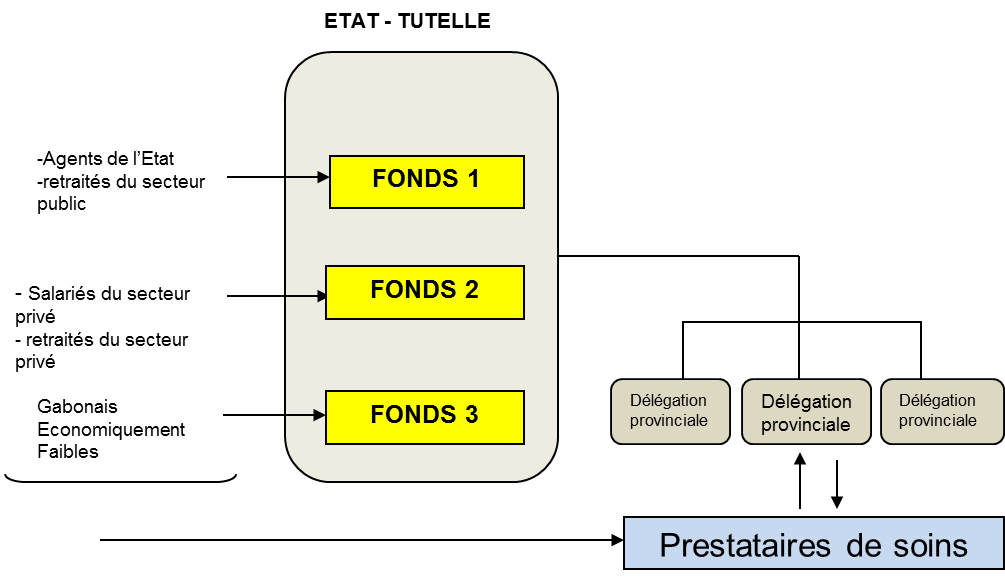 ETAT - TUTELLE
-Agents de l’Etat
-retraités du secteur
public
FONDS 1
- Salariés du secteur
privé
- retraités du secteur
privé
FONDS 2
Gabonais
Economiquement
Faibles
FONDS 3
Délégation
provinciale
Délégation
provinciale
Délégation
provinciale
Prestataires de soins